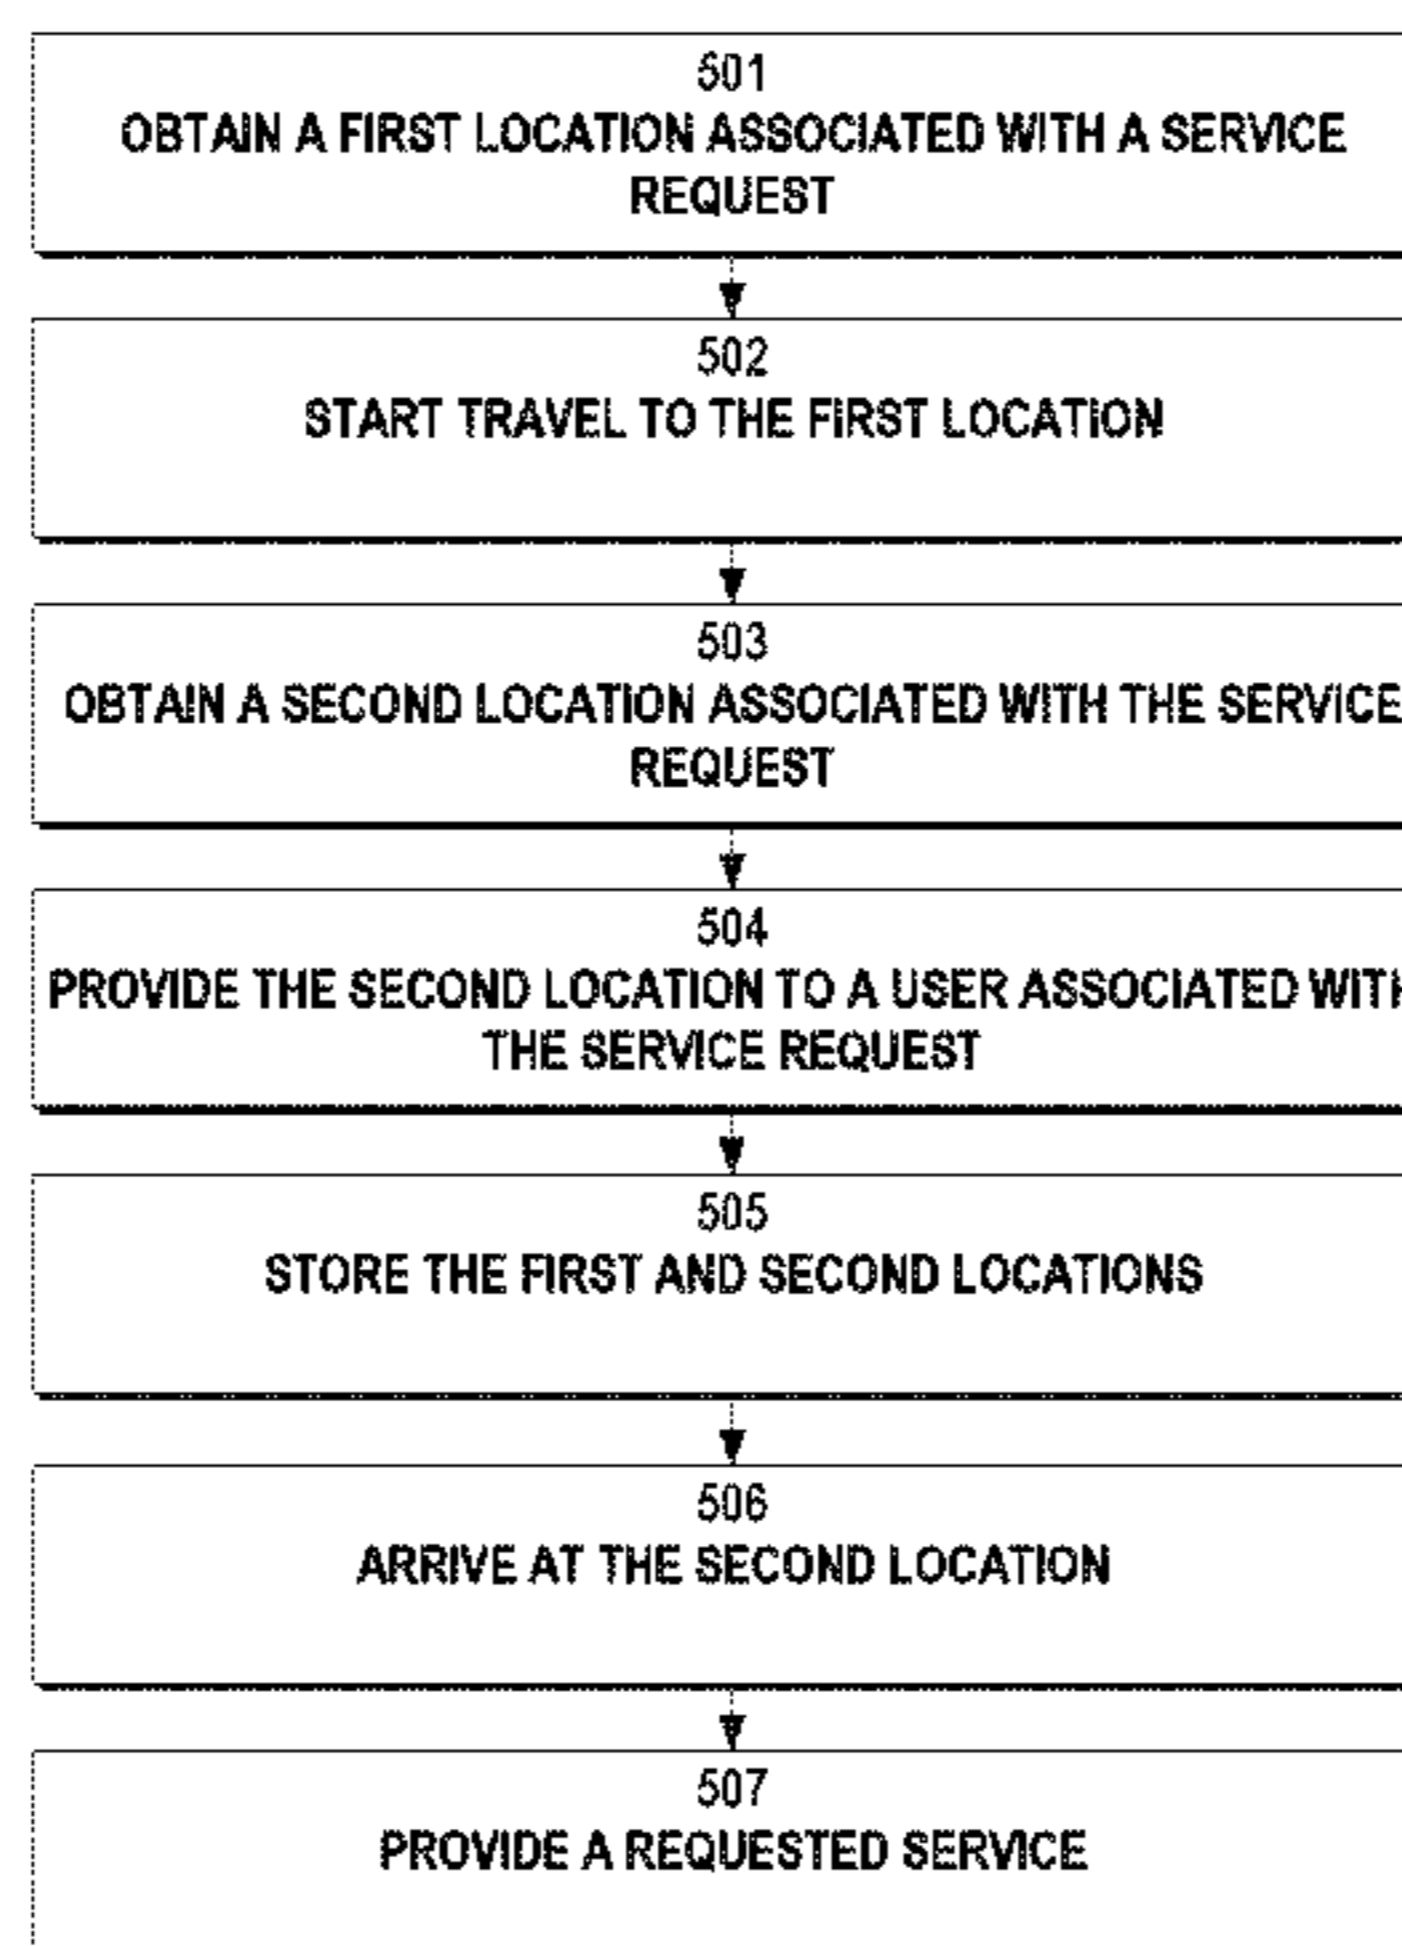 501
OBTAIN A FIRST LOCATION ASSOCIATED WITH A SERVICE
REQUEST
502
START TRAVEL TO THE FIRST LOCATION
503
OBTAIN A SECOND LOCATION ASSOCIATED WITH THE SERVICE
REQUEST
504
PROVIDE THE SECOND LOCATION TO A USER ASSOCIATED WITH
THE SERVICE REQUEST
505
STORE THE FIRST AND SECOND LOCATIONS
506
ARRIVE AT THE SECOND LOCATION
507
PROVIDE A REQUESTED SERVICE